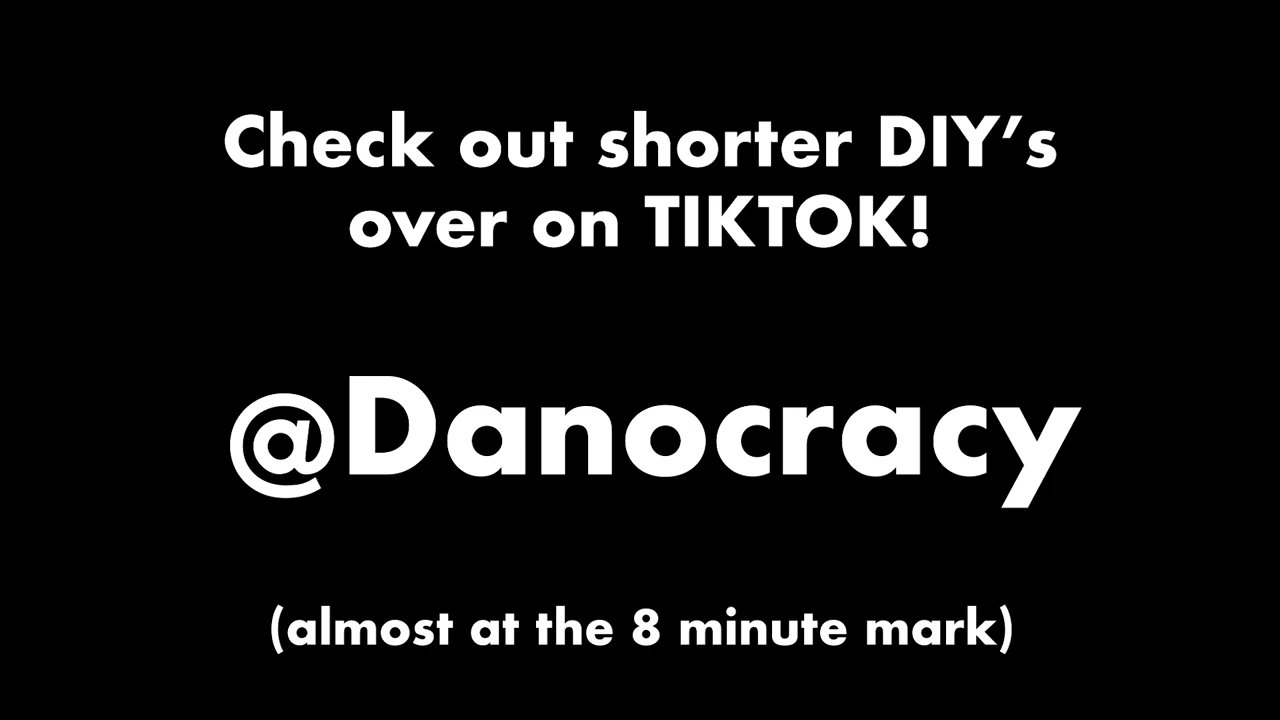 Check out shorter DIY’s
over on TIKTOK!
@Danocracy
(almost at the 8 minute mark)